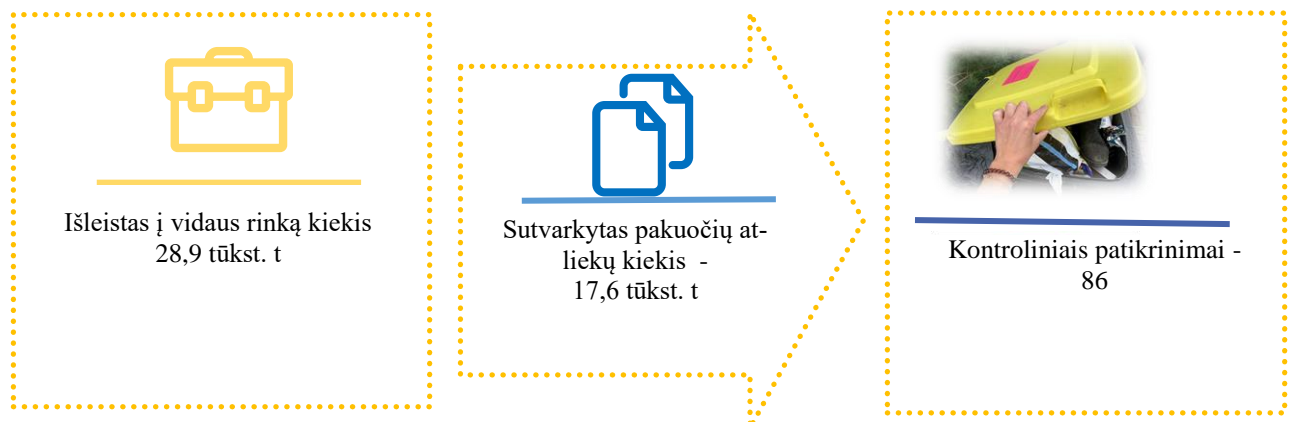 Išleistas į vidaus rinką kiekis
28,9 tūkst. t
Sutvarkytas pakuočių at-
liekų kiekis -
17,6 tūkst. t
Kontroliniais patikrinimai -
86